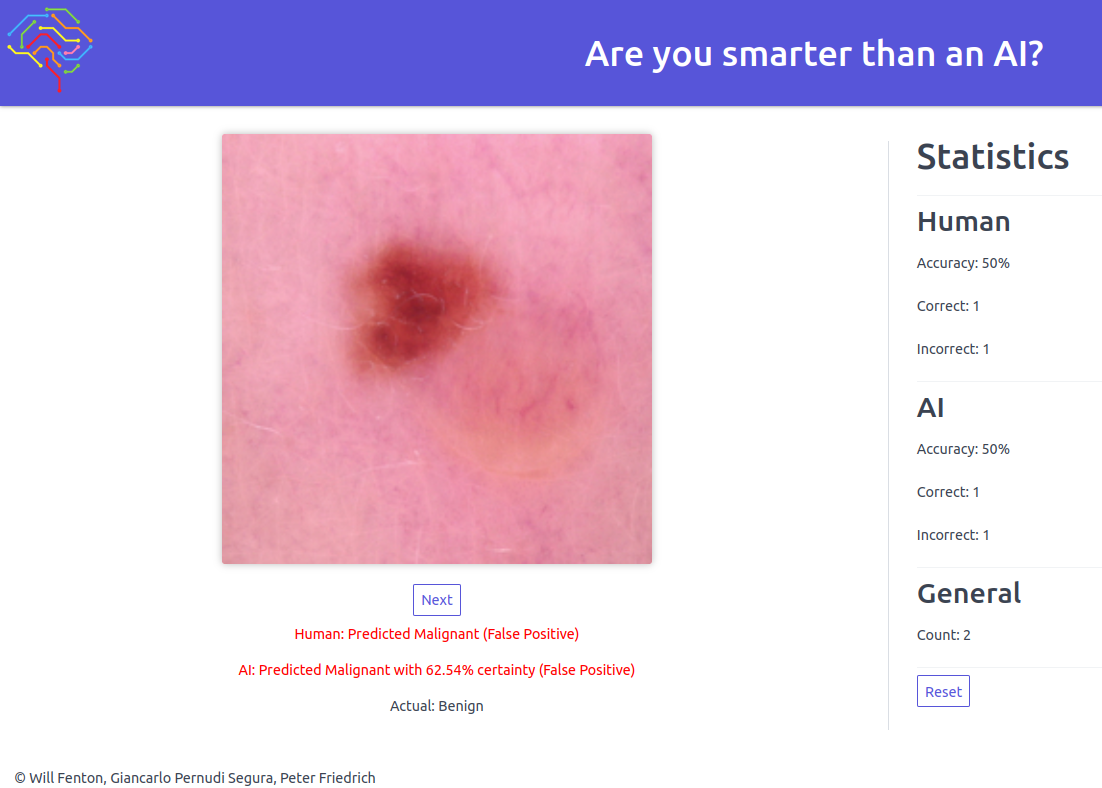 Are you smarter than an AI?
Next
Human: Predicted Malignant (False Positive)
AI: Predicted Malignant with 62.54% certainty (False Positive)
Actual: Benign
Statistics
Human
Accuracy: 50%
Correct: 1
Incorrect: 1
AI
Accuracy: 50%
Correct: 1
Incorrect: 1
General
Count: 2
Reset
© Will Fenton, Giancarlo Pernudi Segura, Peter Friedrich